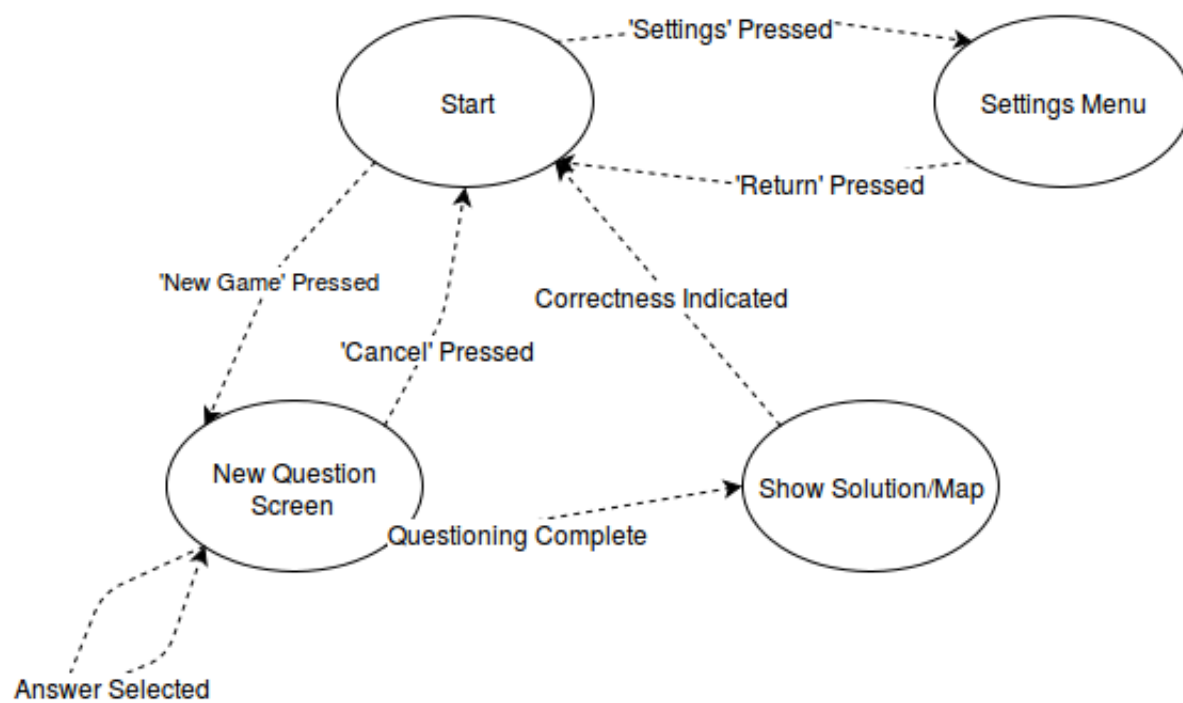 'Settings' Pressed
Start
Settings Menu
'Return' Pressed
'New Game' Pressed
Correctness Indicated
'Cancel' Pressed
New Question
Screen
Show Solution/Map
Questioning Complete
Answer Selected